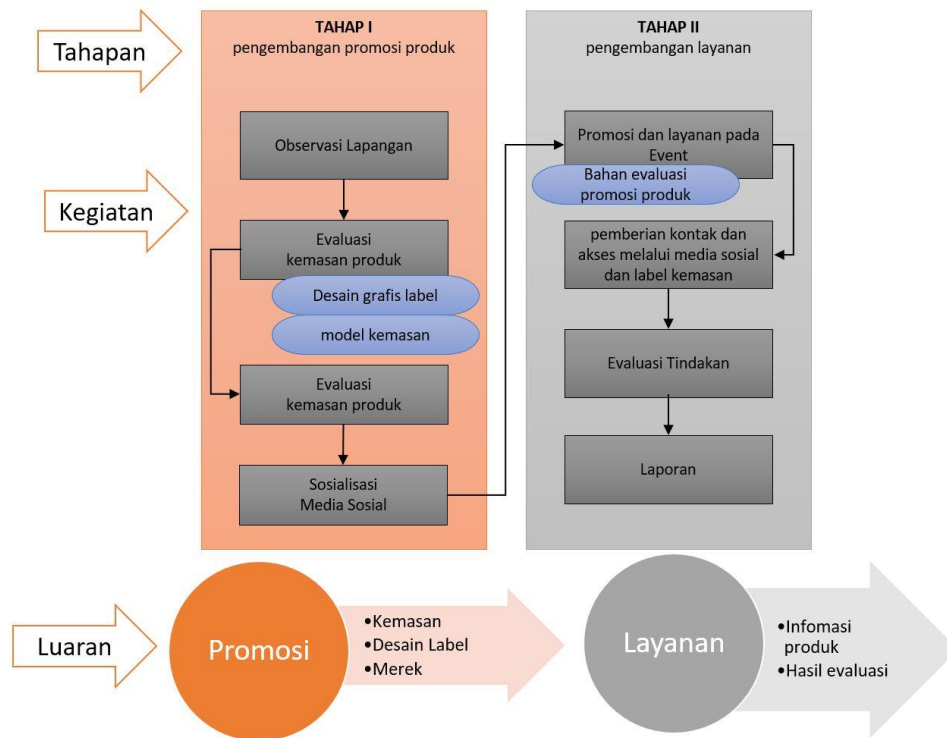 Tahapan
TAHAP I
pengembangan promosi produk
TAHAP II
pengembangan layanan
Kegiatan
Observasi Lapangan
Evaluasi
kemasan produk
Desain grafis label
model kemasan
Evaluasi
kemasan produk
Sosialisasi
Media Sosial
Promosi dan layanan pada
Event
Bahan evaluasi
promosi produk
pemberian kontak dan
akses melalui media sosial
dan label kemasan
Evaluasi Tindakan
Laporan
Luaran
Promosi
•Kemasan
•Desain Label
•Merek
Layanan
•Infomasi
produk
•Hasil evaluasi